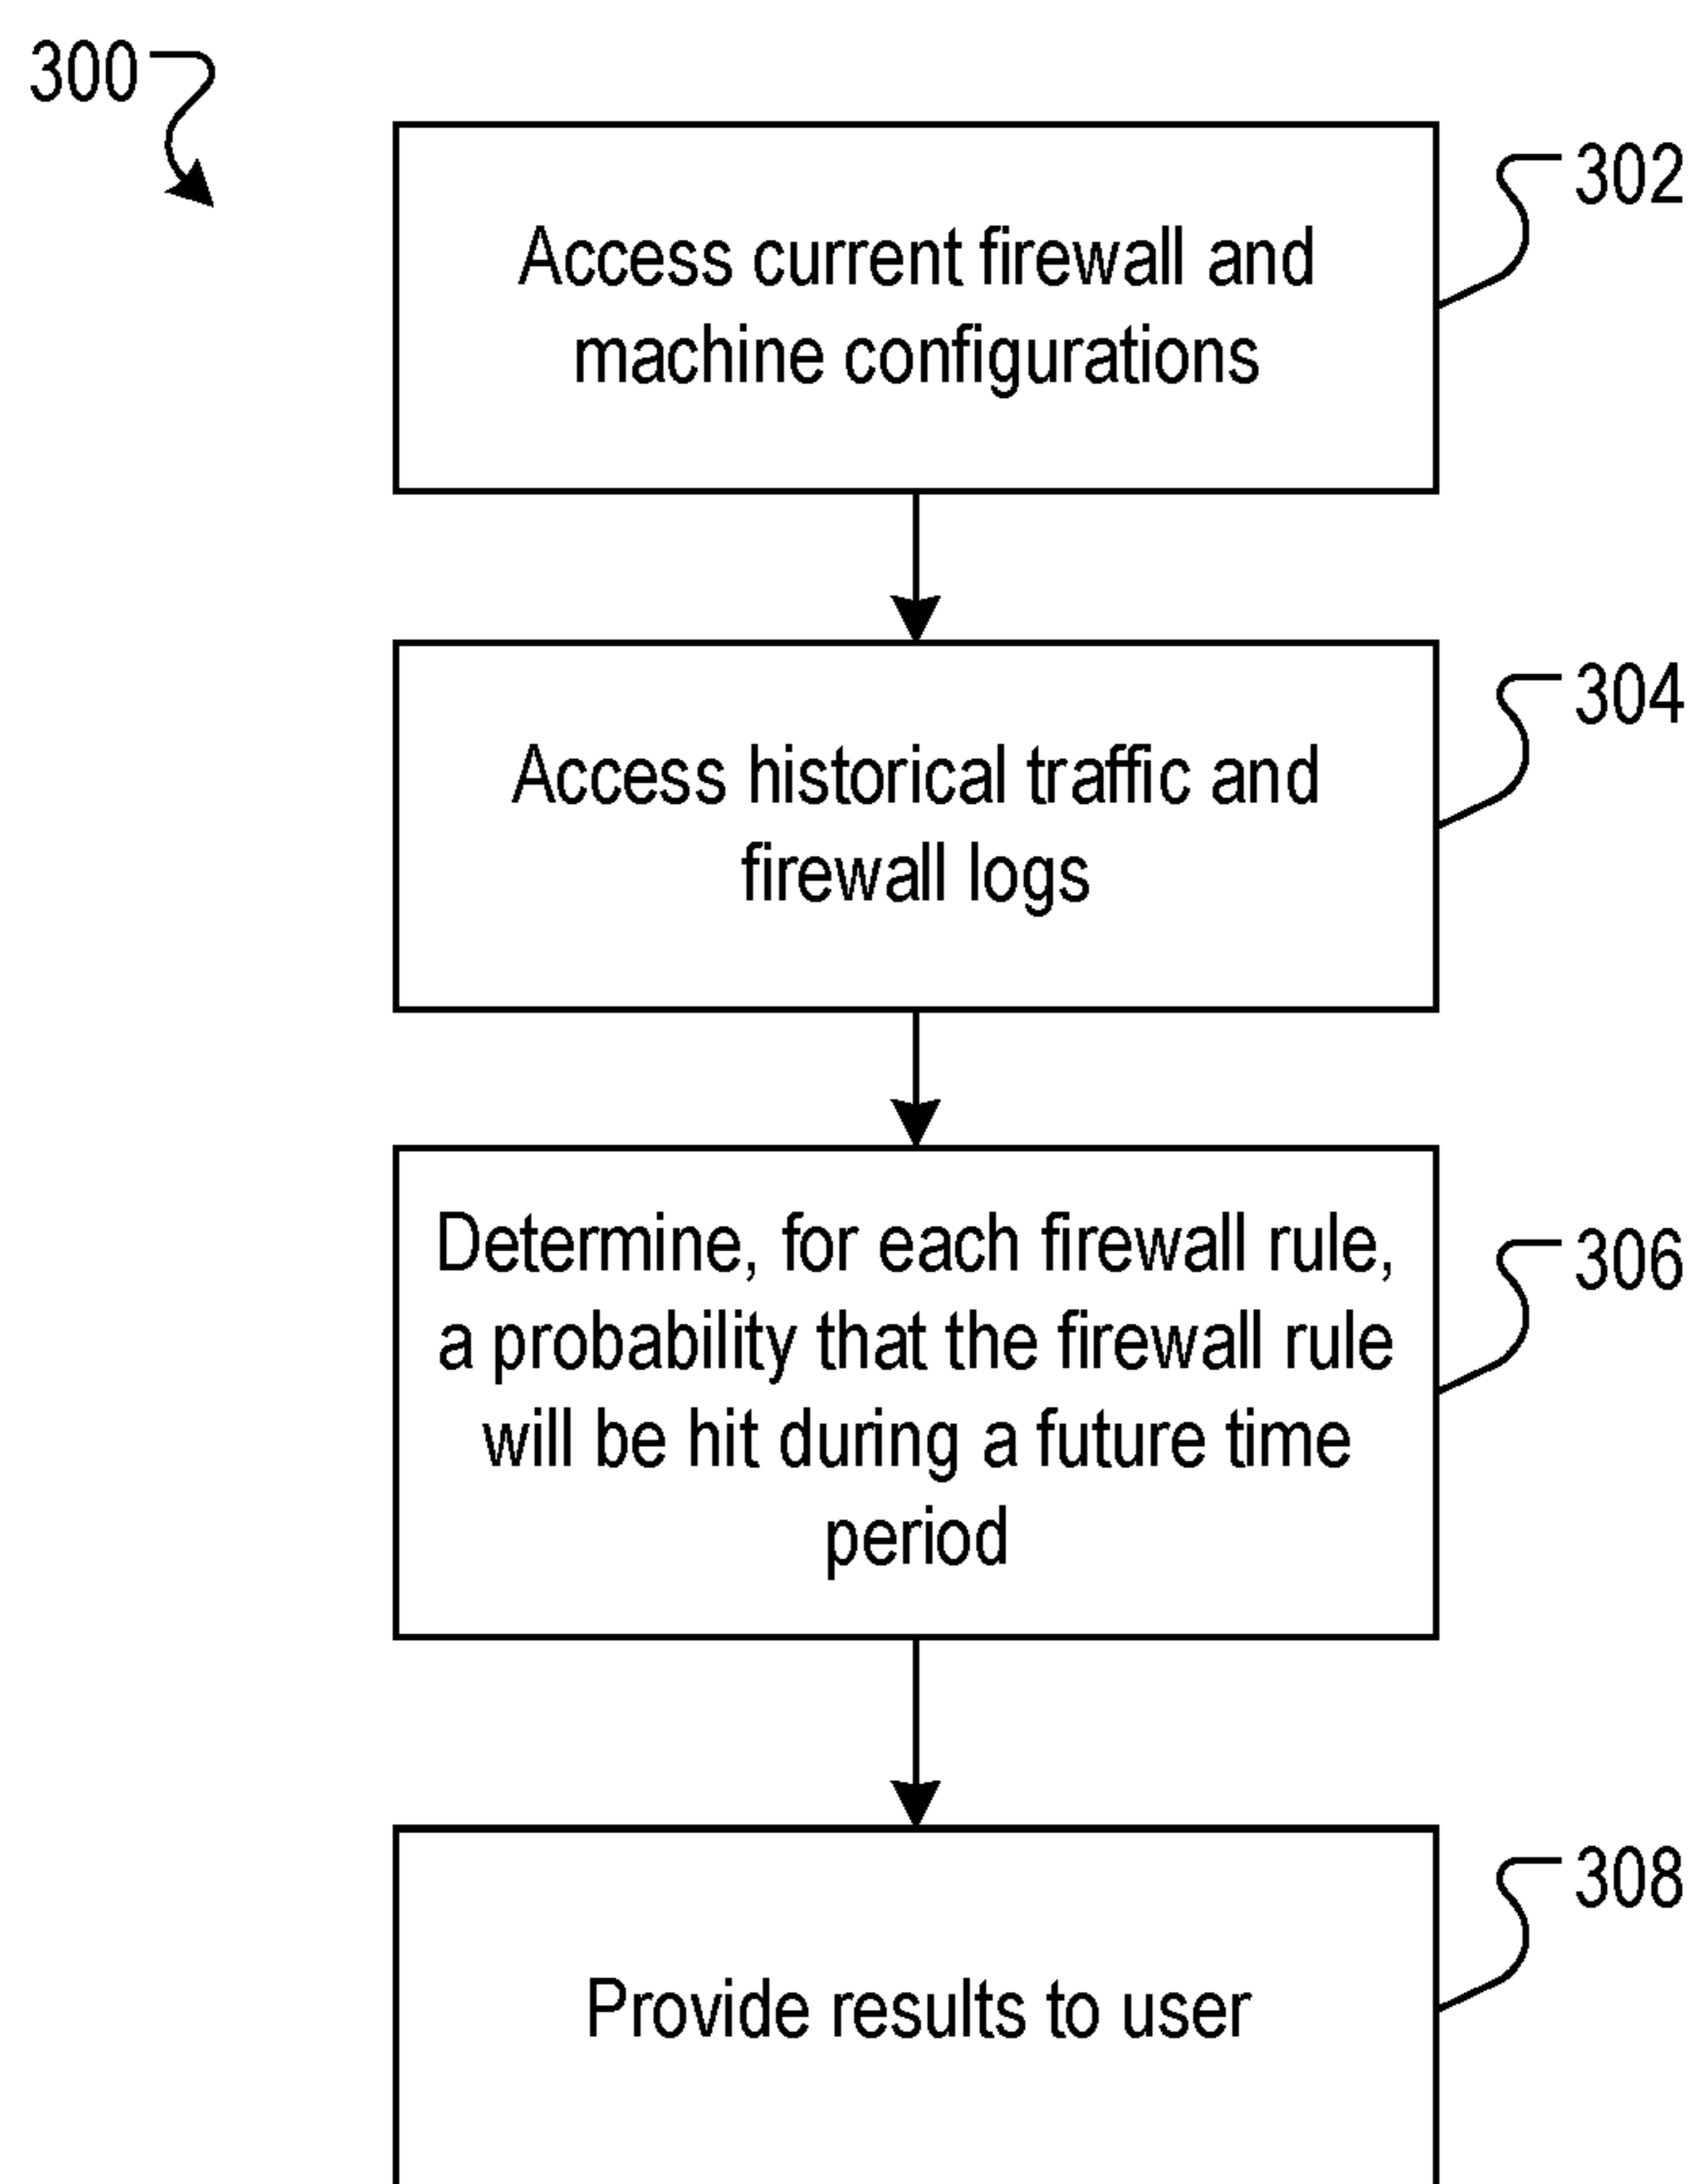 300
302
Access current firewall and
machine configurations
304
Access historical traffic and
firewall logs
306
Determine, for each firewall rule,
a probability that the firewall rule
will be hit during a future time
period
308
Provide results to user